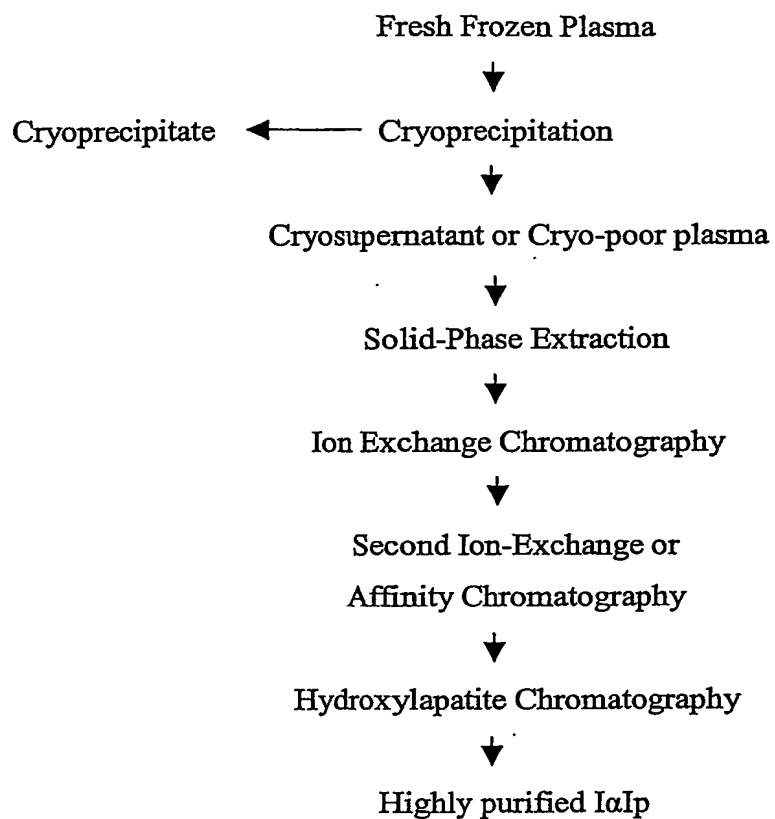 Fresh Frozen Plasma
Cryoprecipitate
Cryoprecipitation
Cryosupernatant or Cryo-poor plasma
Solid-Phase Extraction
Ion Exchange Chromatography
Second Ion-Exchange or
Affinity Chromatography
Hydroxylapatite Chromatography
Highly purified IαIp